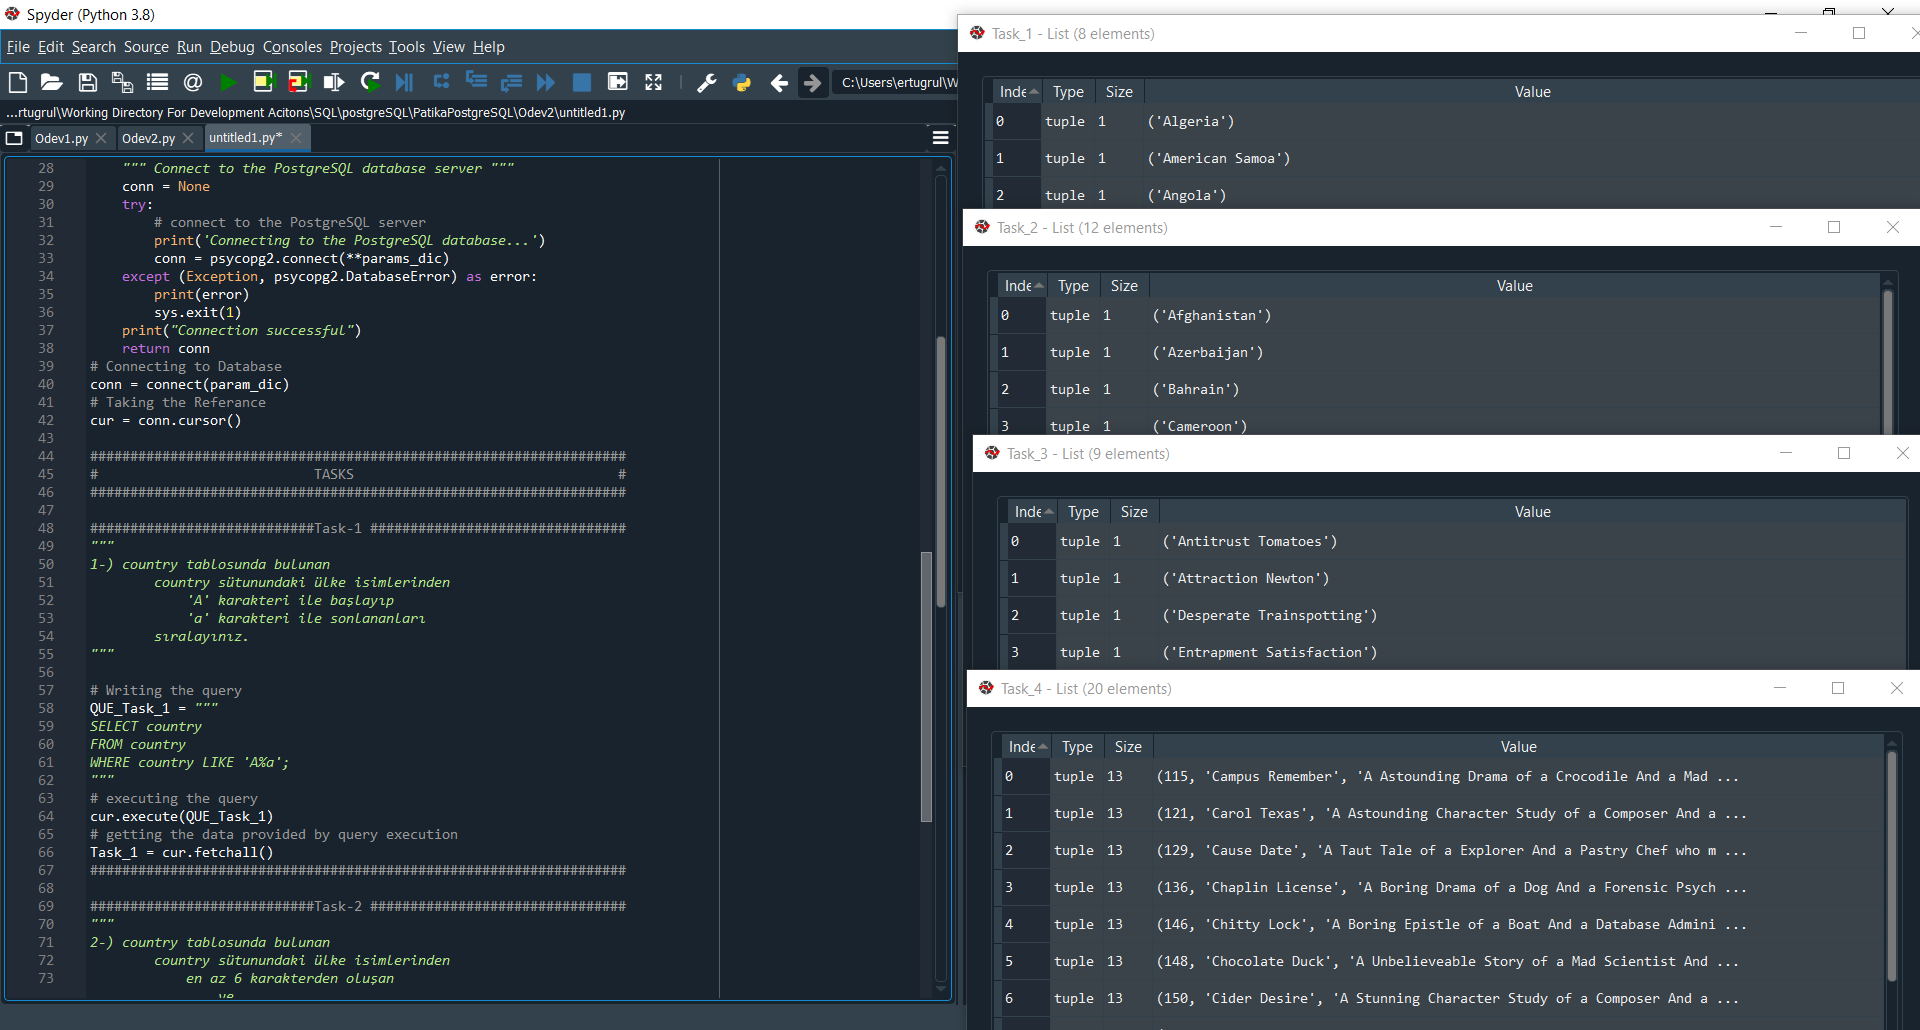 Spyder (Python 3.8)
File Edit Search Source Run Debug Consoles Projects Tools View Help
C:\Users\ertugrul\W
...rtugrul\Working Directory For Development Acitons\SQL\postgreSQL\PatikaPostgreSQL\Odev2\untitled1.py
Odev1.py Odev2.py untitled1.py*
28 """ Connect to the PostgreSQL database server """
29 conn = None
30 try:
31 # connect to the PostgreSQL server
32 print('Connecting to the PostgreSQL database...')
33 conn = psycopg2.connect(**params_dic)
34 except (Exception, psycopg2.DatabaseError) as error:
35 print(error)
36 sys.exit(1)
37 print("Connection successful")
38 return conn
39 # Connecting to Database
40 conn = connect(param_dic)
41 # Taking the Referance
42 cur = conn.cursor()
43
44 ###################################################################
45 # TASKS #
46 ###################################################################
47
48 ############################Task-1 ################################
49 """
50 1-) country tablosunda bulunan
51 country sütunundaki ülke isimlerinden
52 'A' karakteri ile başlayıp
53 'a' karakteri ile sonlananları
54 sıralayınız.
55 """
56
57 # Writing the query
58 QUE_Task_1 = """
59 SELECT country
60 FROM country
61 WHERE country LIKE 'A%a';
62 """
63 # executing the query
64 cur.execute(QUE_Task_1)
65 # getting the data provided by query execution
66 Task_1 = cur.fetchall()
67 ###################################################################
68
69 ############################Task-2 ################################
70 """
71 2-) country tablosunda bulunan
72 country sütunundaki ülke isimlerinden
73 en az 6 karakterden oluşan
ve
Task_1 - List (8 elements)
Inde Type Size Value
0 tuple 1 ('Algeria')
1 tuple 1 ('American Samoa')
2 tuple 1 ('Angola')
Task_2 - List (12 elements)
Inde Type Size Value
0 tuple 1 ('Afghanistan')
1 tuple 1 ('Azerbaijan')
2 tuple 1 ('Bahrain')
3 tuple 1 ('Cameroon')
Task_3 - List (9 elements)
Inde Type Size Value
0 tuple 1 ('Antitrust Tomatoes')
1 tuple 1 ('Attraction Newton')
2 tuple 1 ('Desperate Trainspotting')
3 tuple 1 ('Entrapment Satisfaction')
Task_4 - List (20 elements)
Inde Type Size Value
0 tuple 13 (115, 'Campus Remember', 'A Astounding Drama of a Crocodile And a Mad ...
1 tuple 13 (121, 'Carol Texas', 'A Astounding Character Study of a Composer And a ...
2 tuple 13 (129, 'Cause Date', 'A Taut Tale of a Explorer And a Pastry Chef who m ...
3 tuple 13 (136, 'Chaplin License', 'A Boring Drama of a Dog And a Forensic Psych ...
4 tuple 13 (146, 'Chitty Lock', 'A Boring Epistle of a Boat And a Database Admini ...
5 tuple 13 (148, 'Chocolate Duck', 'A Unbelieveable Story of a Mad Scientist And ...
6 tuple 13 (150, 'Cider Desire', 'A Stunning Character Study of a Composer And a ...